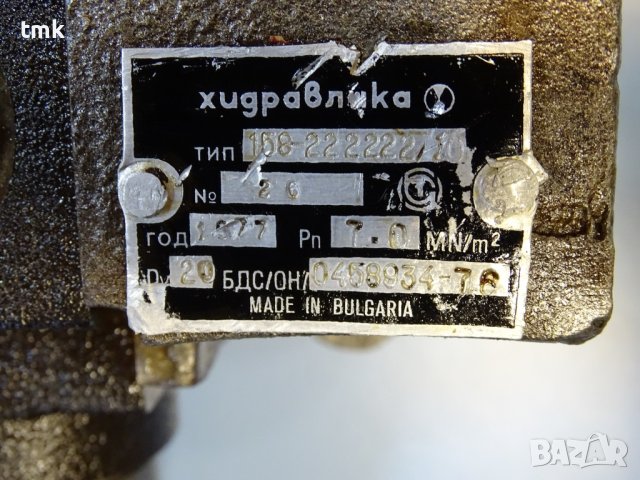 tmk
хидравлика
ТИП 158-222222/10
№ 26
ГОД 1977 Pn 7.0 MN/m²
Dy 20 БДС/ОН/0458934-76
MADE IN BULGARIA
BAZAR